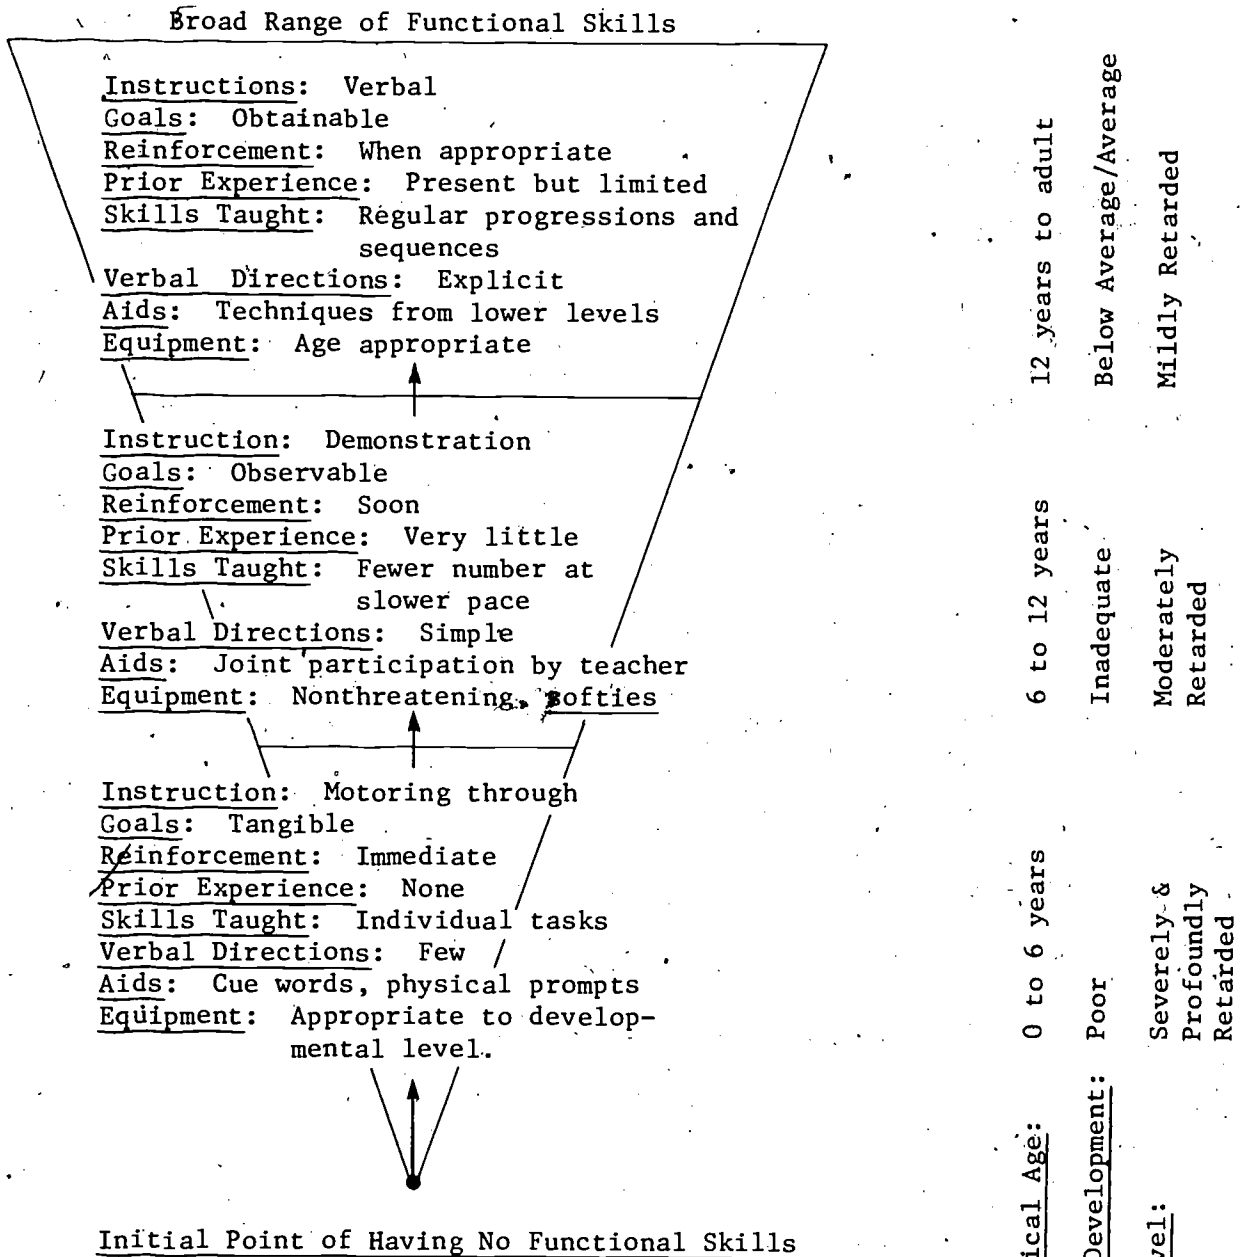 Broad Range of Functional Skills
Instructions: Verbal
Goals: Obtainable
Reinforcement: When appropriate
Prior Experience: Present but limited
Skills Taught: Regular progressions and
sequences
Verbal Directions: Explicit
Aids: Techniques from lower levels
Equipment: Age appropriate
Instruction: Demonstration
Goals: Observable
Reinforcement: Soon
Prior Experience: Very little
Skills Taught: Fewer number at
slower pace
Verbal Directions: Simple
Aids: Joint participation by teacher
Equipment: Nonthreatening, softies
Instruction: Motoring through
Goals: Tangible
Reinforcement: Immediate
Prior Experience: None
Skills Taught: Individual tasks
Verbal Directions: Few
Aids: Cue words, physical prompts
Equipment: Appropriate to develop-
mental level.
Initial Point of Having No Functional Skills
ical Age: 0 to 6 years 6 to 12 years 12 years to adult
Development: Poor Inadequate Below Average/Average
vel: Severely & Moderately Mildly Retarded
Profoundly Retarded
Retarded